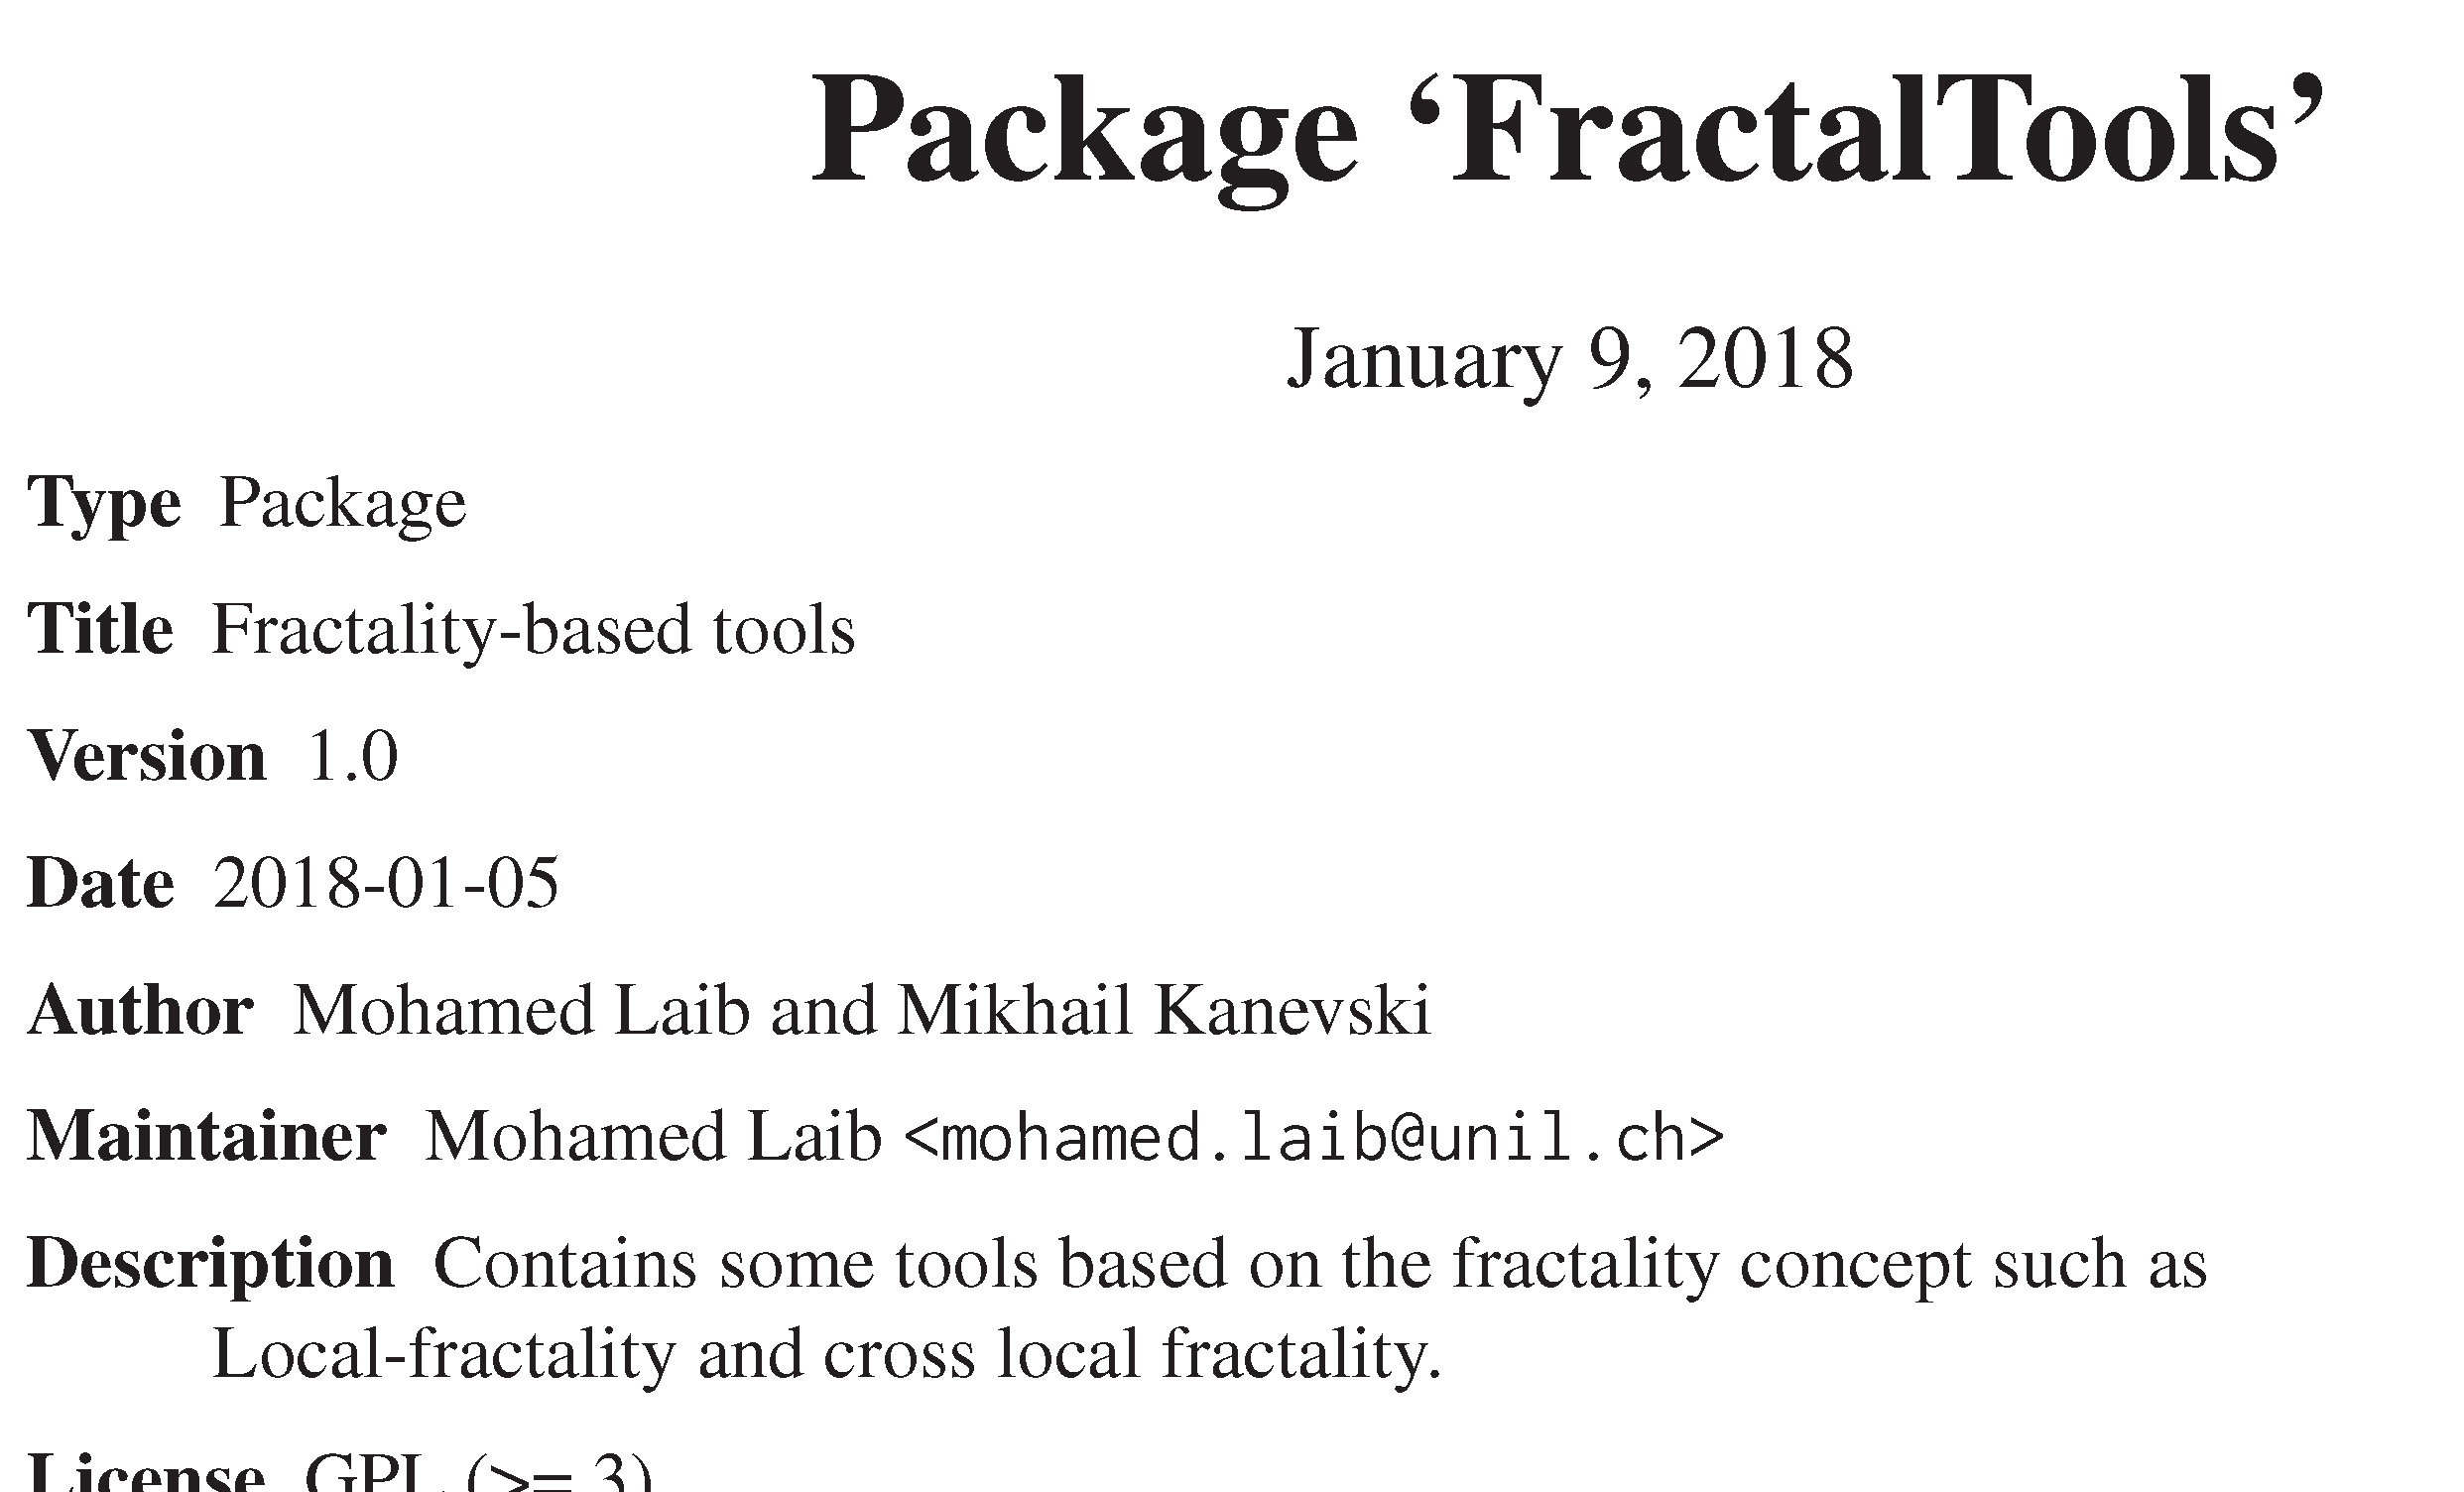 Package ‘FractalTools’
January 9, 2018
Type Package
Title Fractality-based tools
Version 1.0
Date 2018-01-05
Author Mohamed Laib and Mikhail Kanevski
Maintainer Mohamed Laib <mohamed.laib@unil.ch>
Description Contains some tools based on the fractality concept such as
Local-fractality and cross local fractality.
License GPL (>= 3)